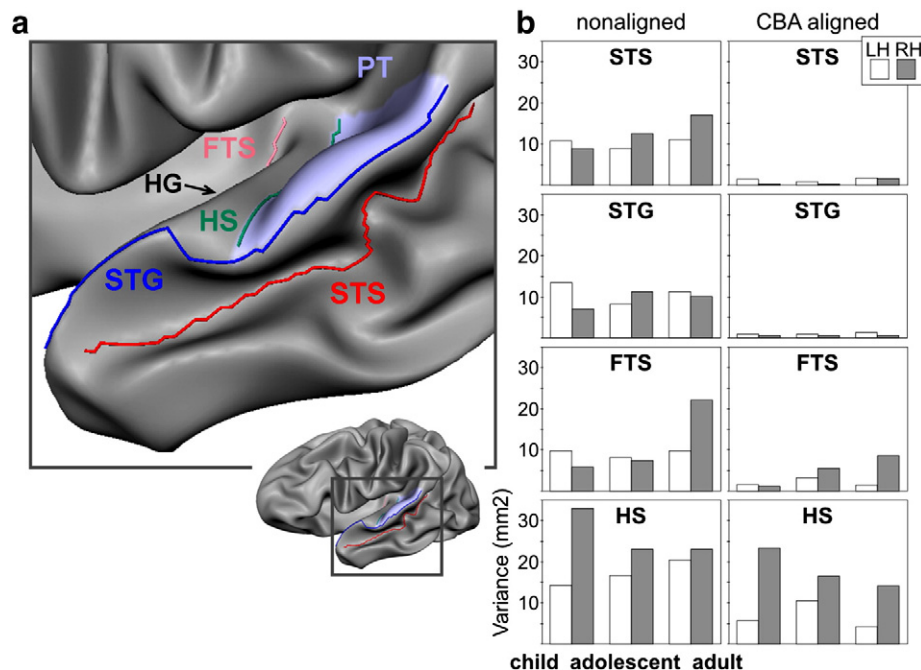 a
PT
FTS
HG
HS
STG
STS
b
nonaligned CBA aligned
LH RH
STS STS
30
20
10
STG STG
30
20
10
FTS FTS
30
20
10
HS HS
30
20
10
Variance (mm2)
child adolescent adult